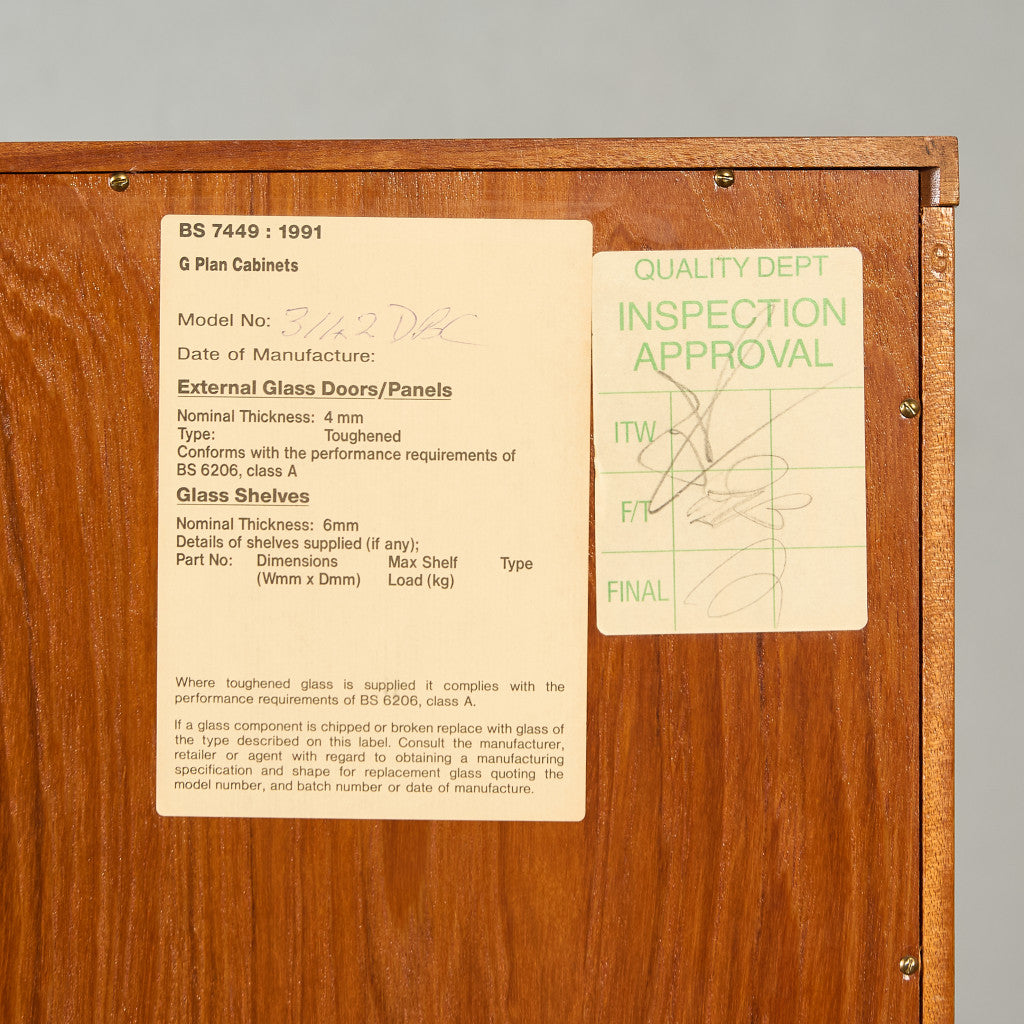 BS 7449 : 1991
G Plan Cabinets
Model No: 3142 DBC
Date of Manufacture:
External Glass Doors/Panels
Nominal Thickness: 4 mm
Type: Toughened
Conforms with the performance requirements of
BS 6206, class A
Glass Shelves
Nominal Thickness: 6mm
Details of shelves supplied (if any);
Part No: Dimensions Max Shelf Type
(Wmm x Dmm) Load (kg)
Where toughened glass is supplied it complies with the
performance requirements of BS 6206, class A.
If a glass component is chipped or broken replace with glass of
the type described on this label. Consult the manufacturer,
retailer or agent with regard to obtaining a manufacturing
specification and shape for replacement glass quoting the
model number, and batch number or date of manufacture.
QUALITY DEPT
INSPECTION
APPROVAL
ITW
F/T
FINAL